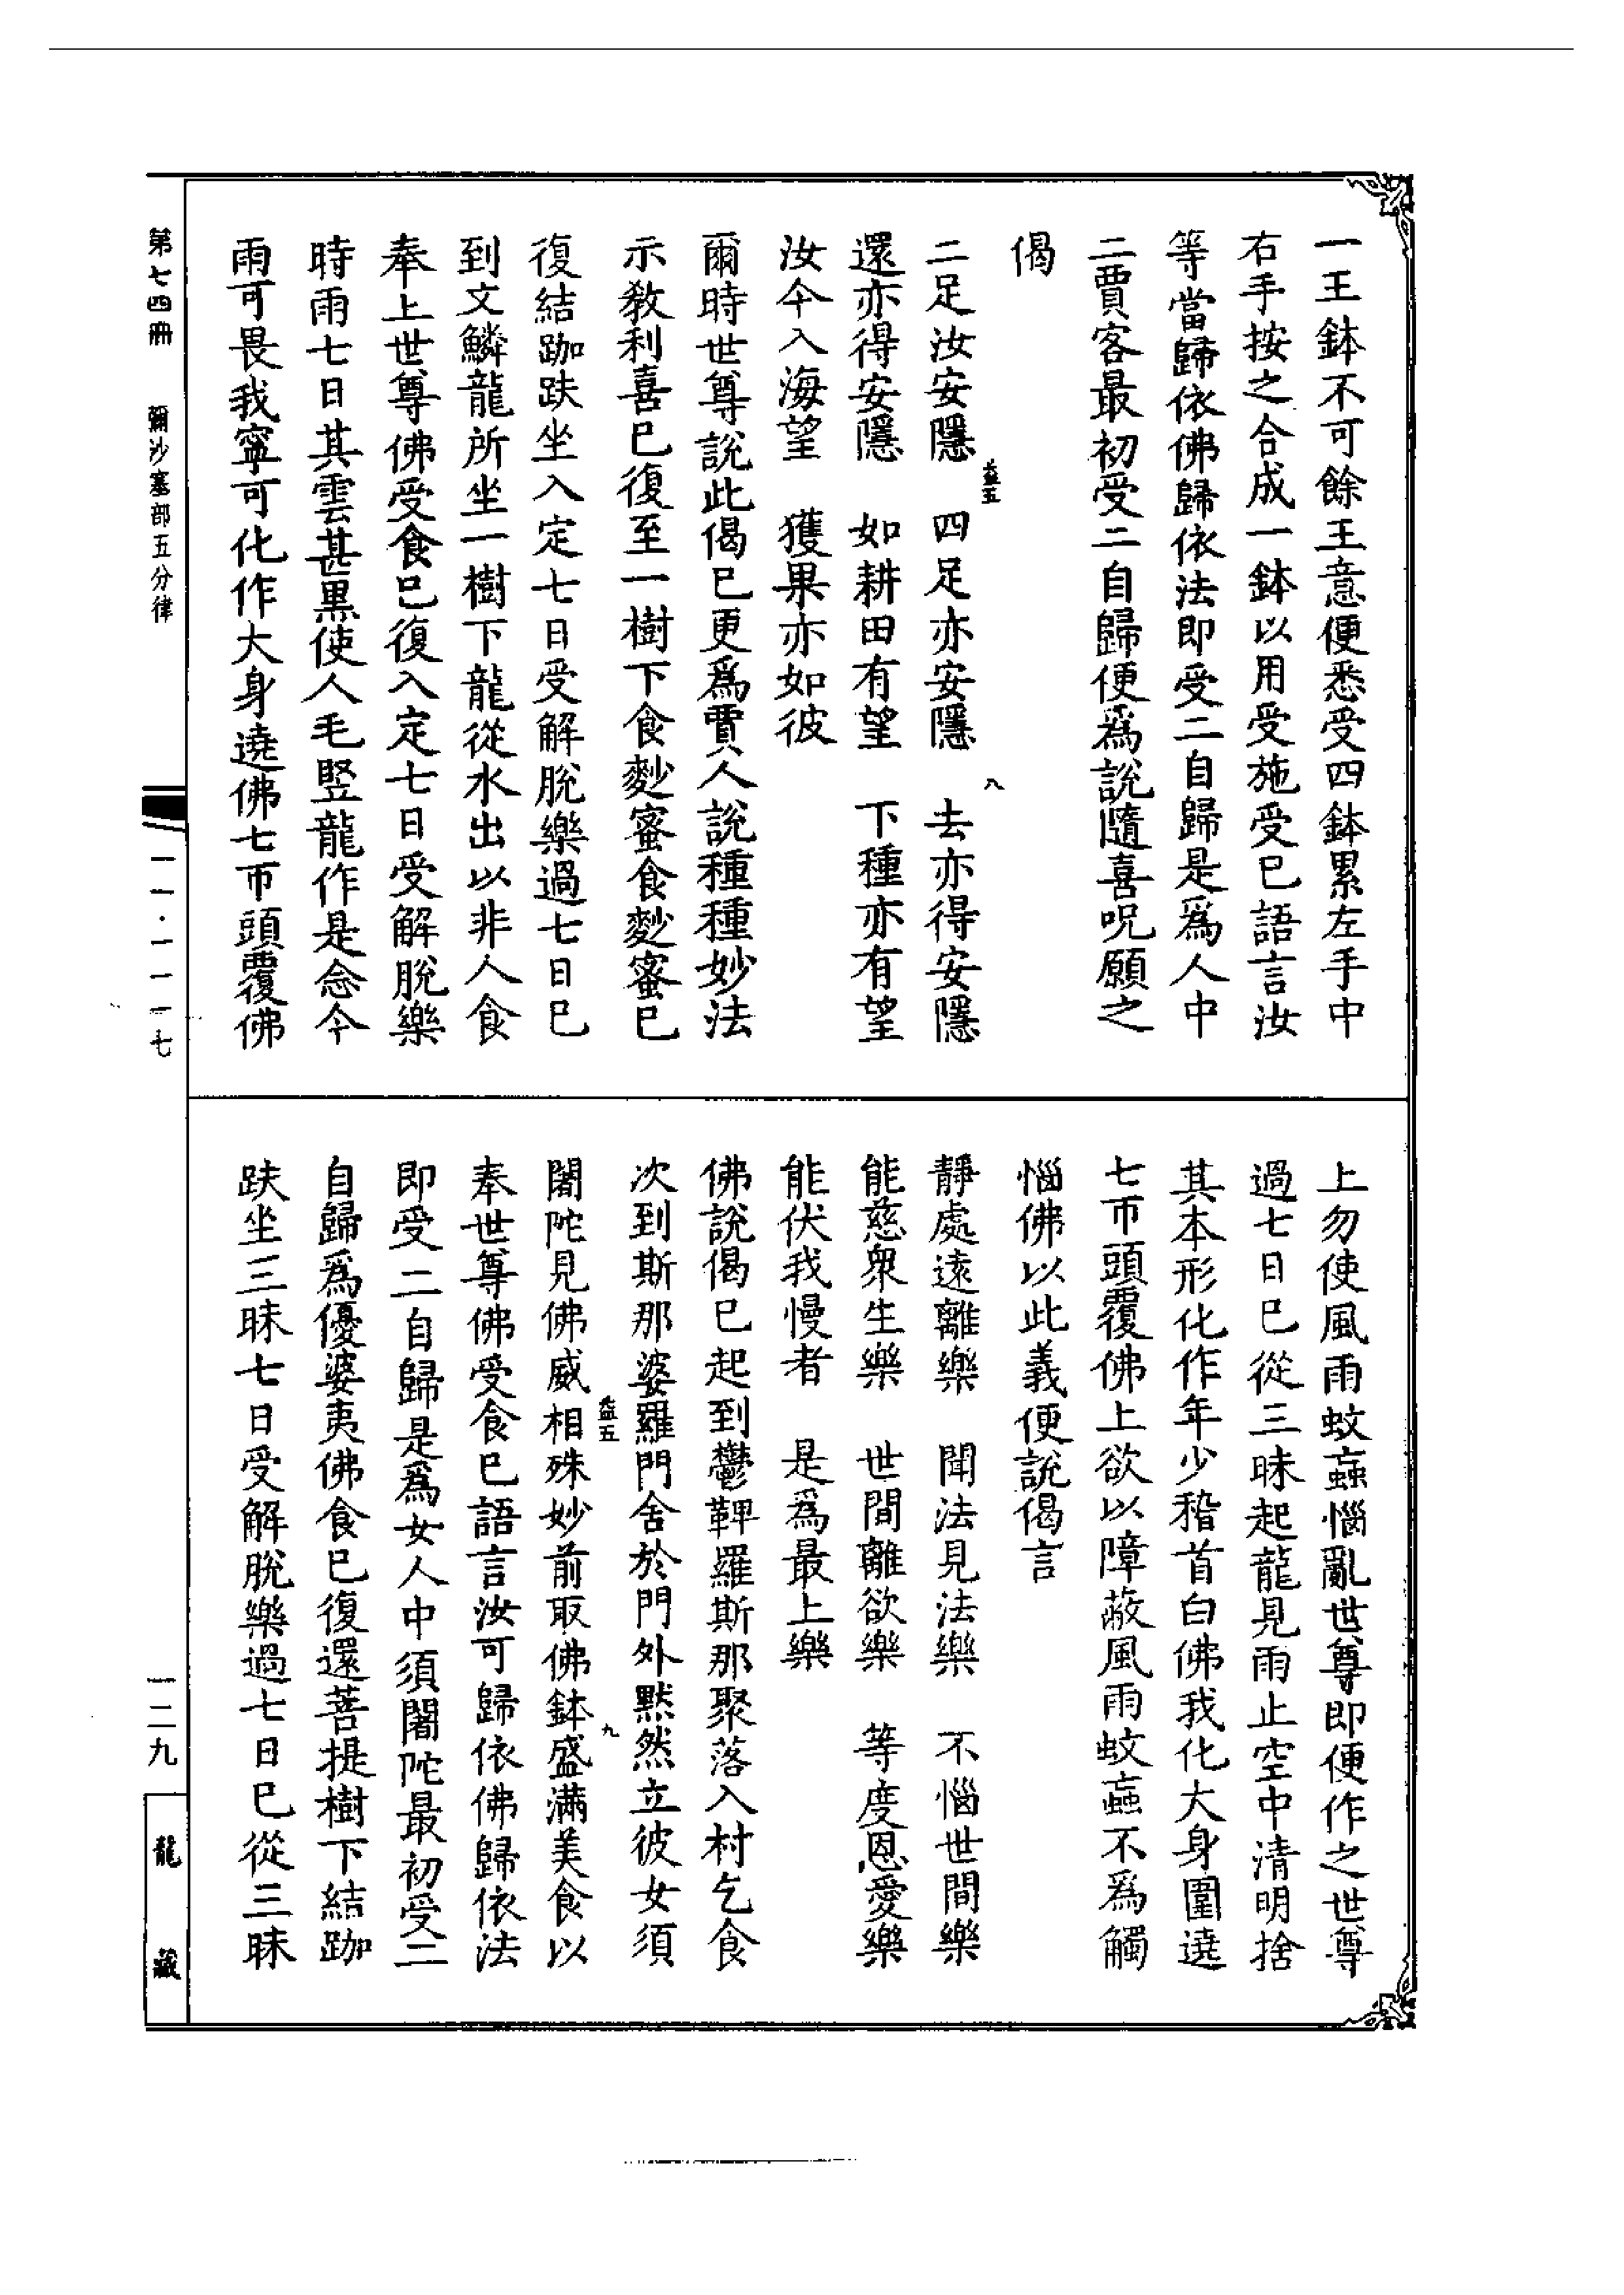 一王鉢不可餘王意便悉受四鉢累左手中
右手按之合成一鉢以用受施受已語言汝
等當歸依佛歸依法即受二自歸是爲人中
二賈客最初受二自歸便爲說隨喜呪願之
偈
二足汝安隱　四足亦安隱　去亦得安隱
益五　八
還亦得安隱　如耕田有望　下種亦有望
汝今入海望　獲果亦如彼
爾時世尊說此偈已更爲賈人說種種妙法
示敎利喜已復至一樹下食麨蜜食麨蜜已
復結跏趺坐入定七日受解脫樂過七日已
到文鱗龍所坐一樹下龍從水出以非人食
奉上世尊佛受食已復入定七日受解脫樂
時雨七日其雲甚黑使人毛竪龍作是念今
雨可畏我寧可化作大身遶佛七帀頭覆佛
上勿使風雨蚊䖟惱亂世尊即便作之世尊
過七日已從三昧起龍見雨止空中清明捨
其本形化作年少稽首白佛我化大身圍遶
七帀頭覆佛上欲以障蔽風雨蚊䖟不爲觸
惱佛以此義便說偈言
靜處遠離樂　聞法見法樂　不惱世間樂
能慈衆生樂　世間離欲樂　等度恩愛樂
能伏我慢者　是爲最上樂
佛說偈已起到鬱鞞羅斯那聚落入村乞食
次到斯那婆羅門舍於門外默然立彼女須
益五　九
闍陀見佛威相殊妙前取佛鉢盛滿美食以
奉世尊佛受食已語言汝可歸依佛歸依法
即受二自歸是爲女人中須闍陀最初受二
自歸爲優婆夷佛食已復還菩提樹下結跏
趺坐三昧七日受解脫樂過七日已從三昧
第七四冊　彌沙塞部五分律
一一·一一一七
一二九
龍藏